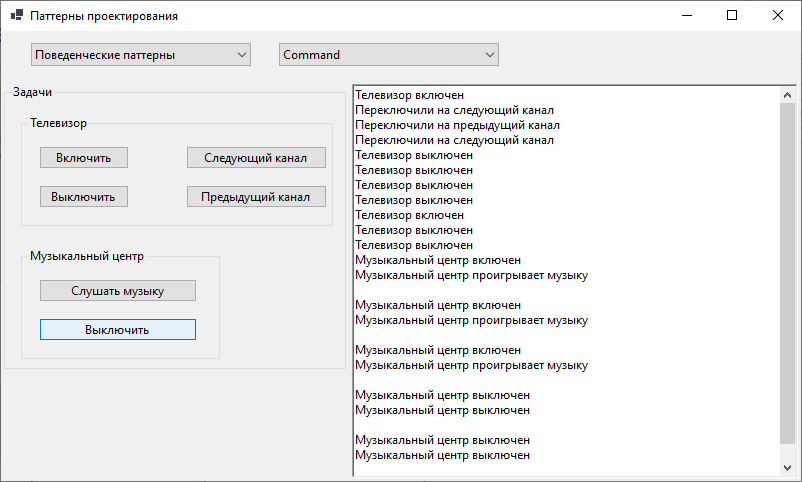 Паттерны проектирования
Поведенческие паттерны
Command
Задачи
Телевизор
Включить
Следующий канал
Выключить
Предыдущий канал
Музыкальный центр
Слушать музыку
Выключить
Телевизор включен
Переключили на следующий канал
Переключили на предыдущий канал
Переключили на следующий канал
Телевизор выключен
Телевизор выключен
Телевизор выключен
Телевизор выключен
Телевизор включен
Телевизор выключен
Телевизор выключен
Музыкальный центр включен
Музыкальный центр проигрывает музыку
Музыкальный центр включен
Музыкальный центр проигрывает музыку
Музыкальный центр включен
Музыкальный центр проигрывает музыку
Музыкальный центр выключен
Музыкальный центр выключен
Музыкальный центр выключен
Музыкальный центр выключен